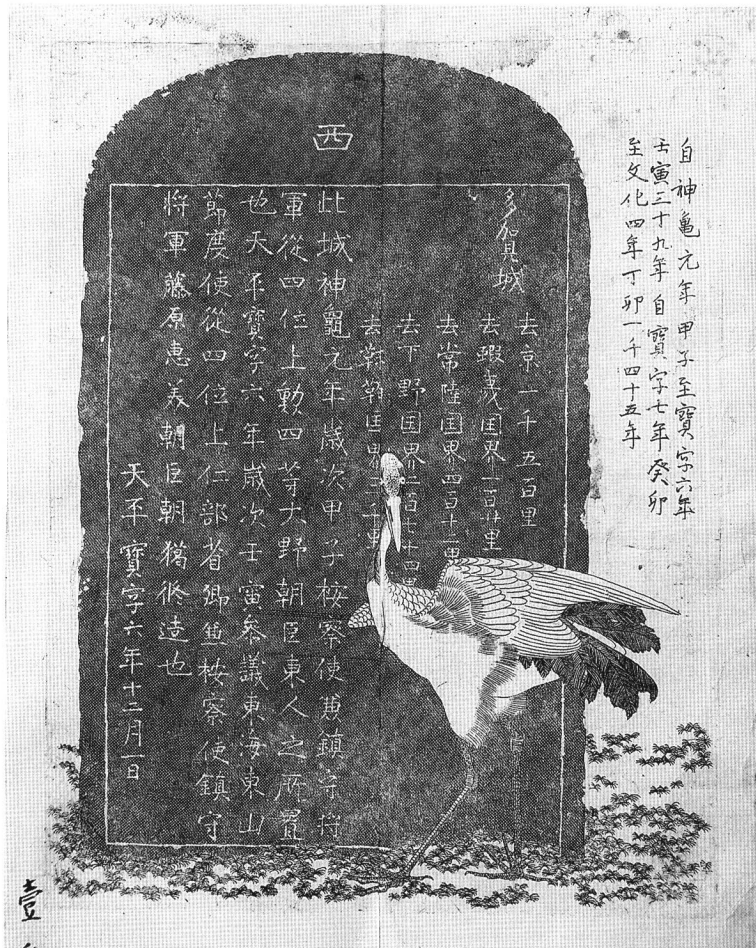 自神亀元年甲子至寶字六年
壬寅三十九年自寶字七年癸卯
至文化四年丁卯一千四十五年
西
多賀城
去京一千五百里
去蝦夷国界一百廿里
去常陸国界四百十二里
去下野国界二百七十四里
去靺鞨国界三千里
此城神龜元年歳次甲子按察使兼鎮守将
軍從四位上勲四等大野朝臣東人之所置
也天平寶字六年歳次壬寅参議東海東山
節度使從四位上仁部省卿兼按察使鎮守
将軍藤原惠美朝臣朝獦修造也
天平寶字六年十二月一日
壹